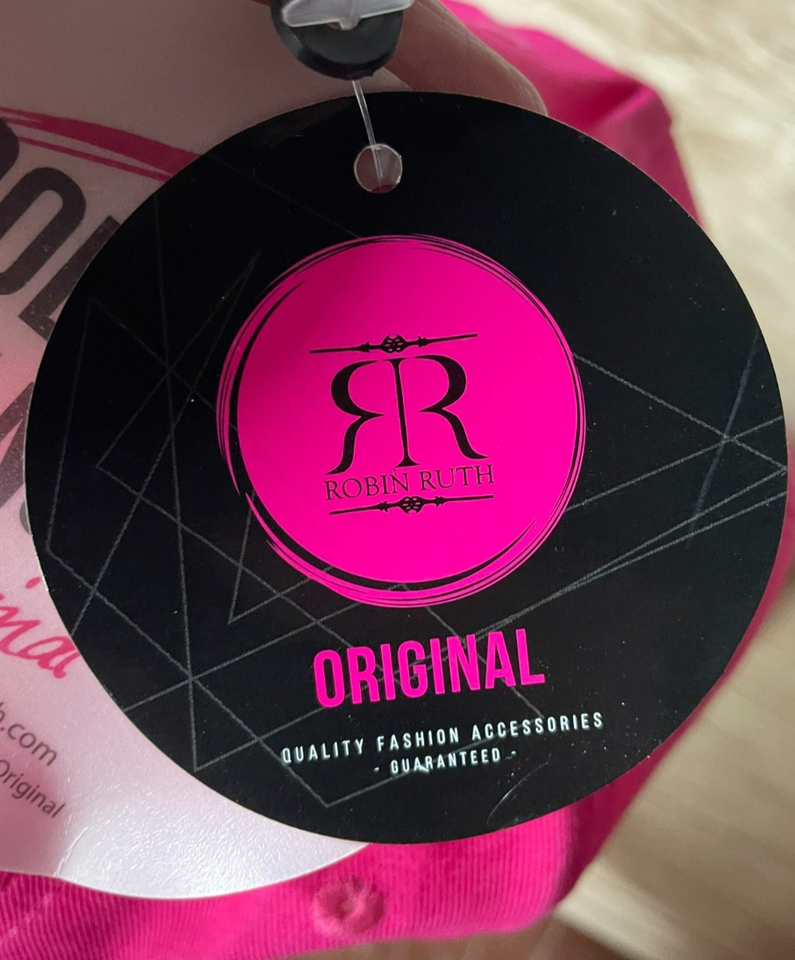 RR
ROBIN RUTH
ORIGINAL
QUALITY FASHION ACCESSORIES
- GUARANTEED -
.com
Original